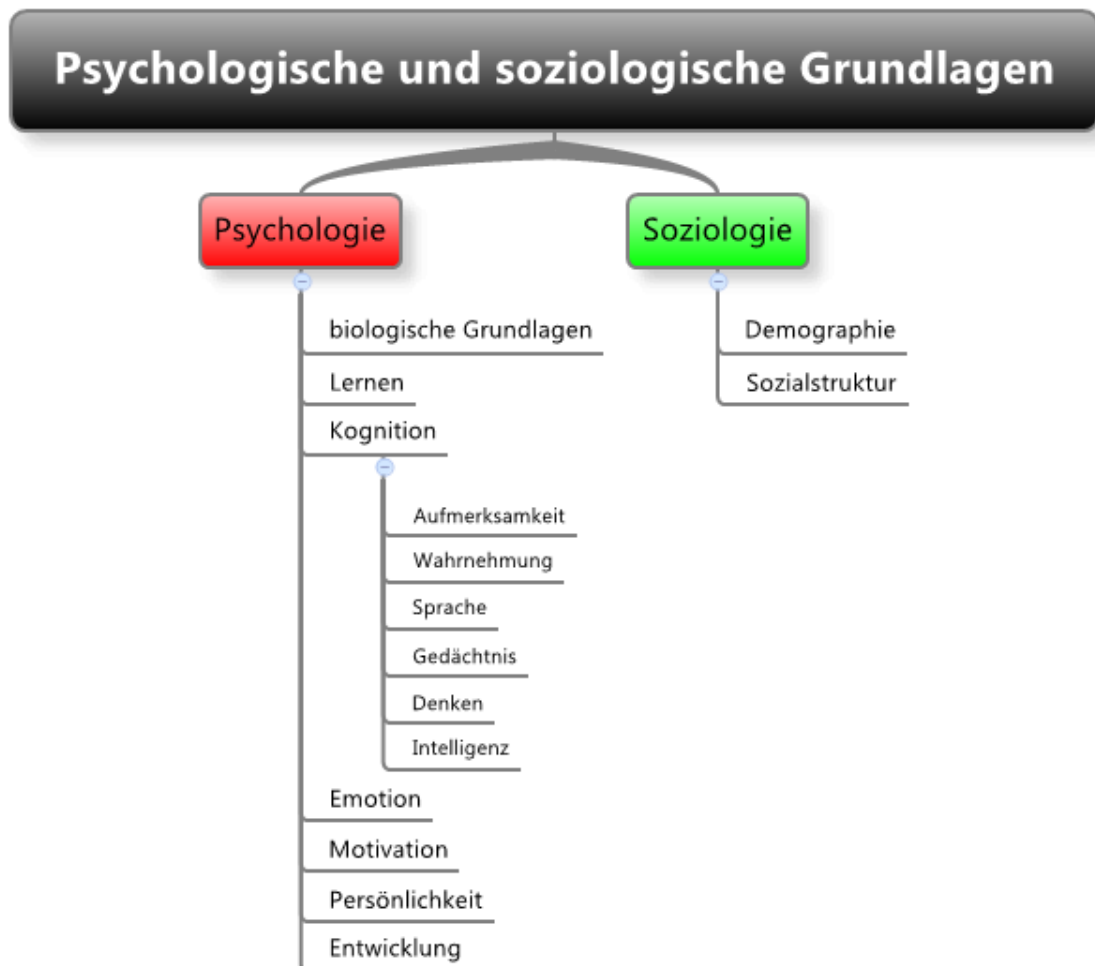 Psychologische und soziologische Grundlagen
Psychologie
biologische Grundlagen
Lernen
Kognition
Aufmerksamkeit
Wahrnehmung
Sprache
Gedächtnis
Denken
Intelligenz
Emotion
Motivation
Persönlichkeit
Entwicklung
Soziologie
Demographie
Sozialstruktur